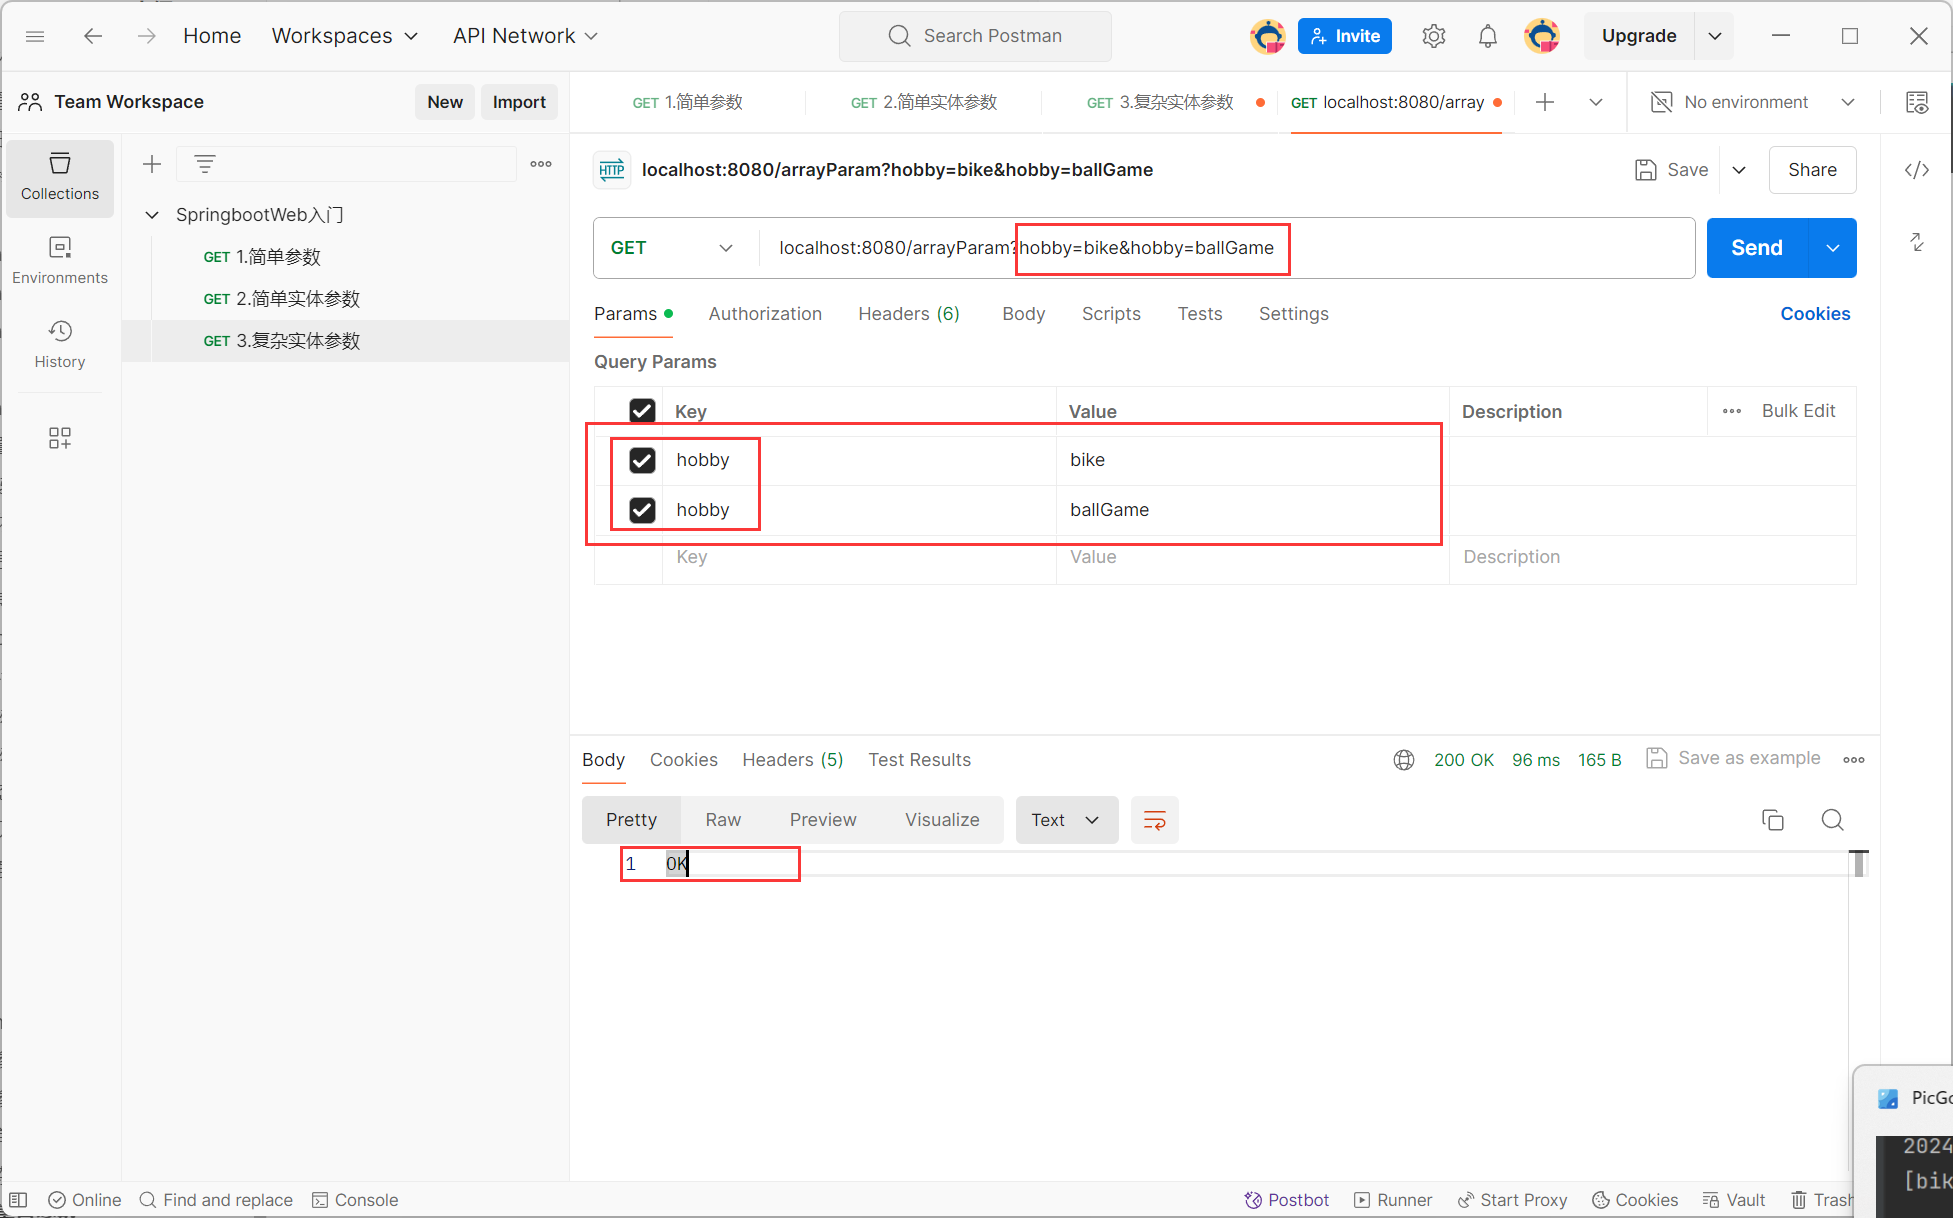 Home Workspaces API Network Search Postman Invite Upgrade
Team Workspace New Import
GET 1.简单参数 GET 2.简单实体参数 GET 3.复杂实体参数 GET localhost:8080/array No environment
HTTP localhost:8080/arrayParam?hobby=bike&hobby=ballGame Save Share
Collections
Environments
History
SpringbootWeb入门
GET 1.简单参数
GET 2.简单实体参数
GET 3.复杂实体参数
GET localhost:8080/arrayParam?hobby=bike&hobby=ballGame Send
Params Authorization Headers (6) Body Scripts Tests Settings Cookies
Query Params
Key Value Description Bulk Edit
hobby bike
hobby ballGame
Key Value Description
Body Cookies Headers (5) Test Results 200 OK 96 ms 165 B Save as example
Pretty Raw Preview Visualize Text
1 OK
PicGo
2024
[bik
Online Find and replace Console Postbot Runner Start Proxy Cookies Vault Trash